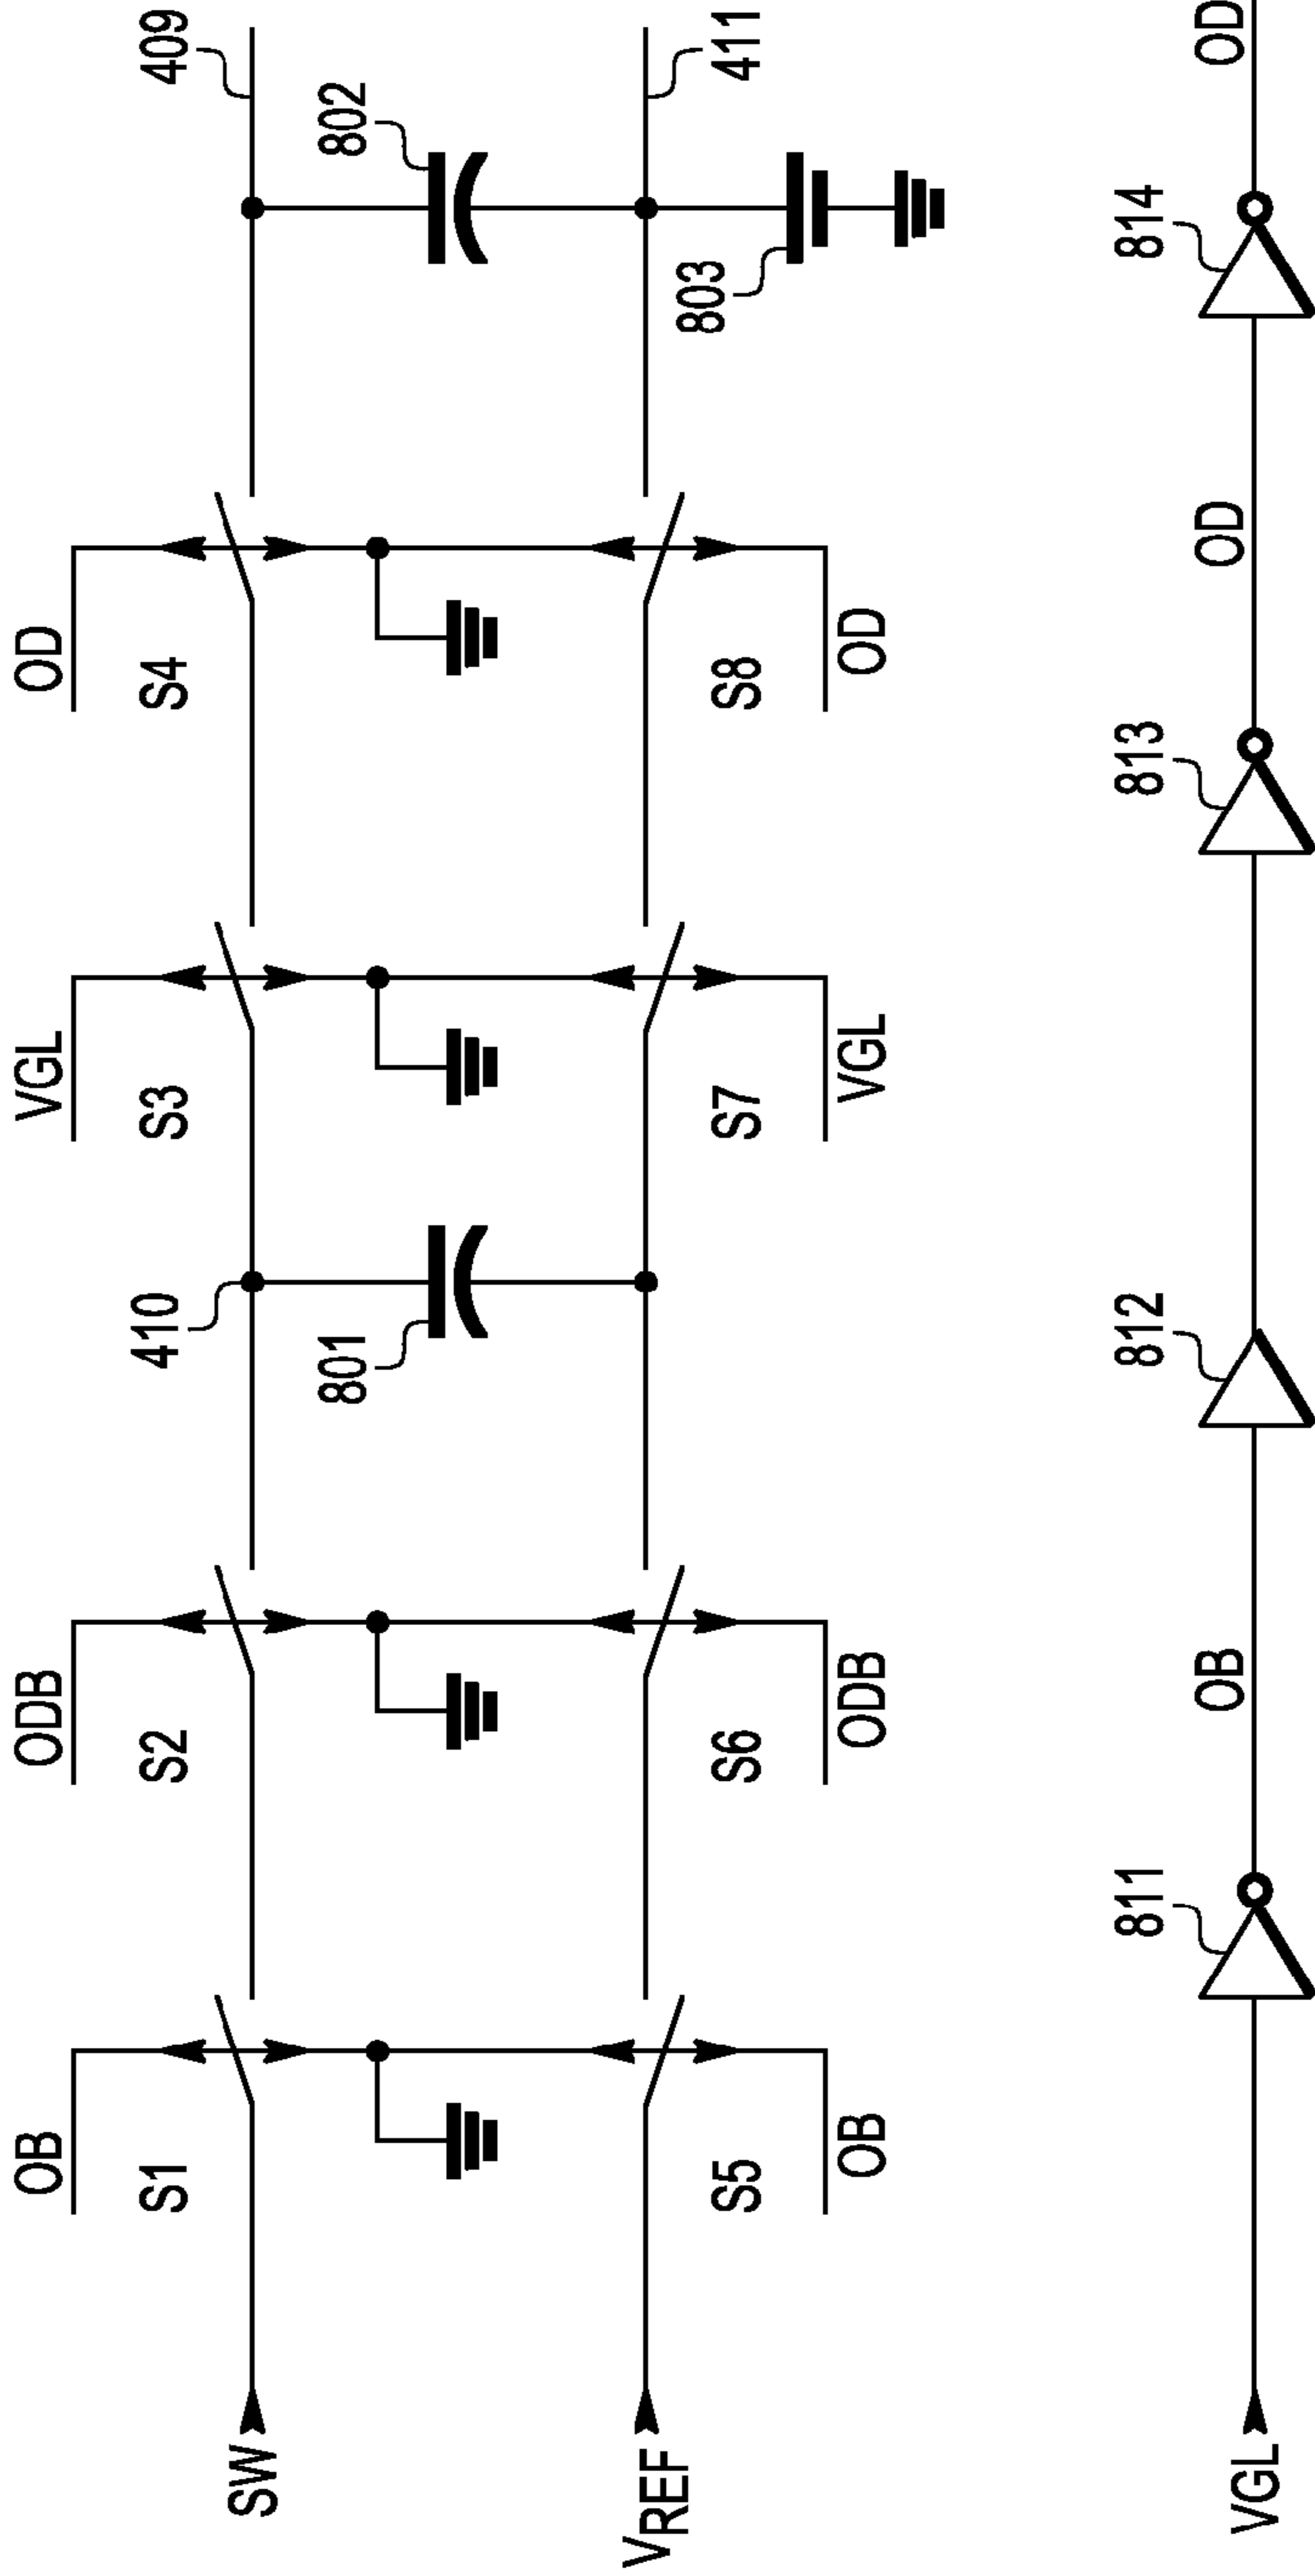 OB
ODB
VGL
OD
S1
S2
S3
S4
SW
410
409
801
802
VREF
411
803
S5
S6
S7
S8
OB
ODB
VGL
OD
811
812
813
814
VGL
OB
OD
OD